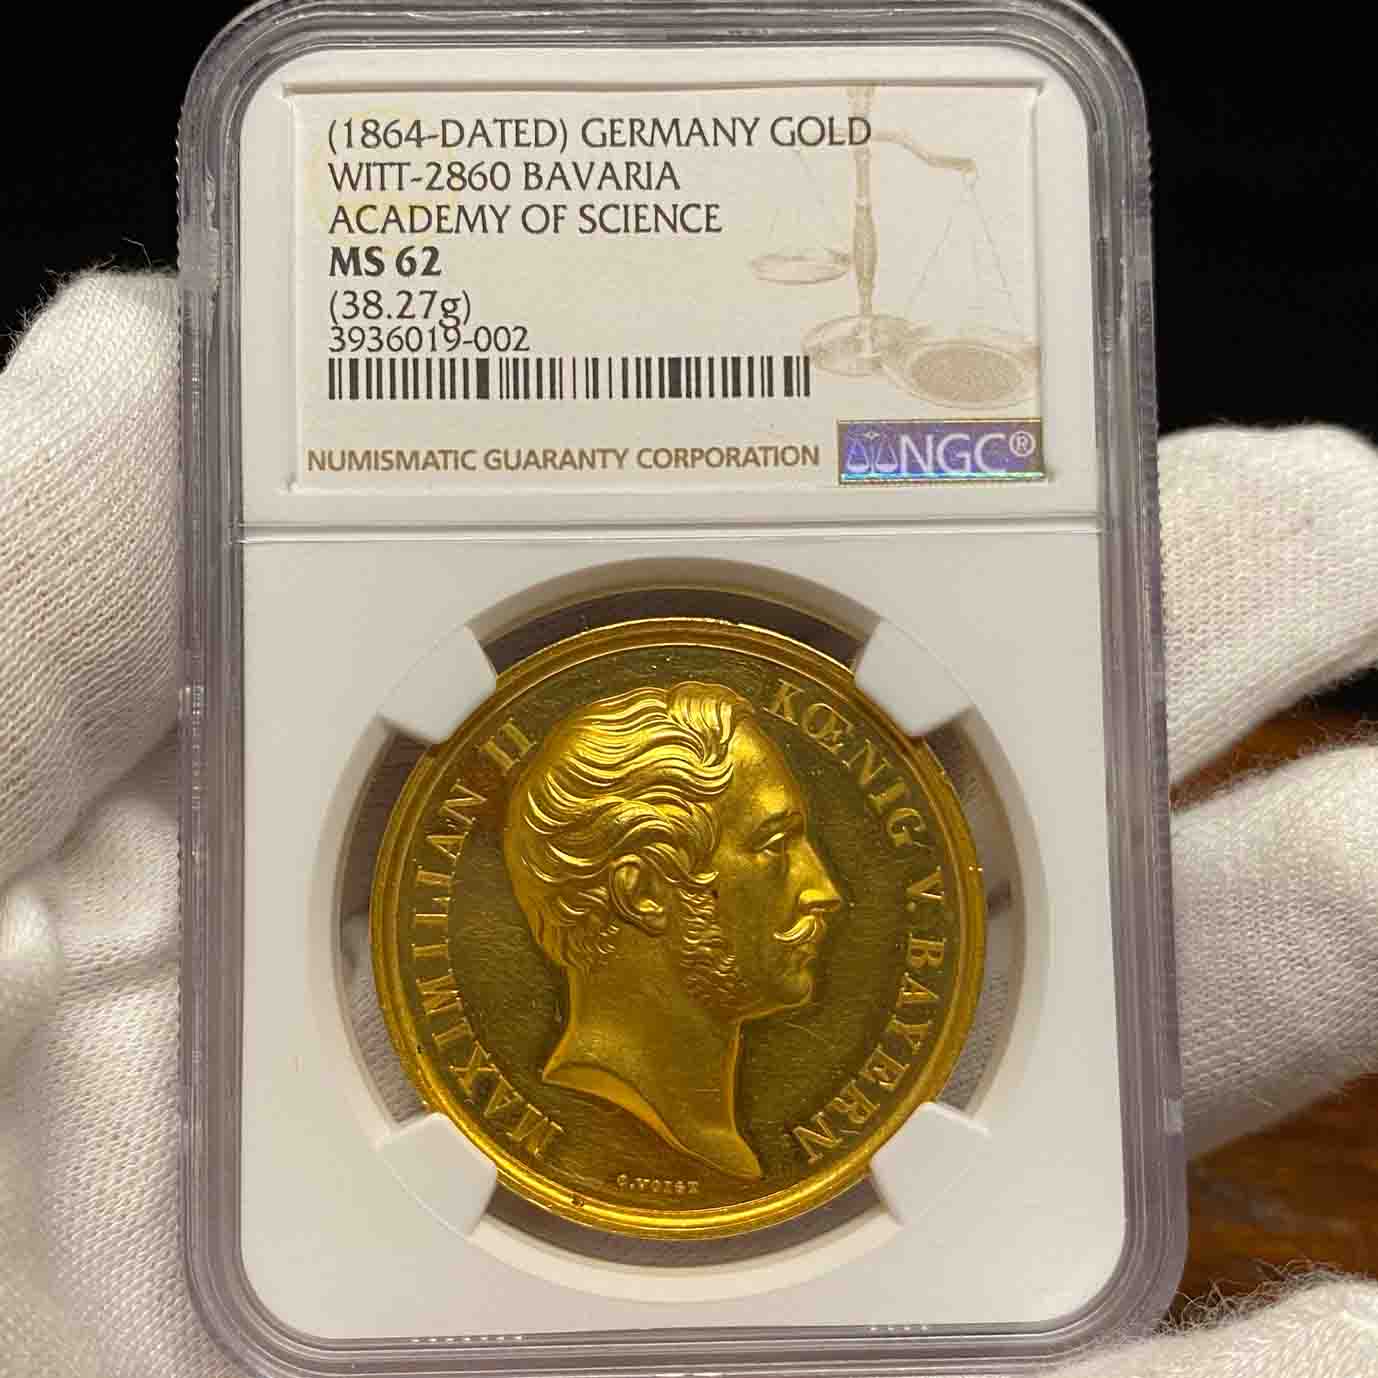 (1864-DATED) GERMANY GOLD
WITT-2860 BAVARIA
ACADEMY OF SCIENCE
MS 62
(38.27g)
3936019-002
NUMISMATIC GUARANTY CORPORATION
NGC®
MAXIMILIAN II KŒNIG V. BAYERN
C.VOIGT